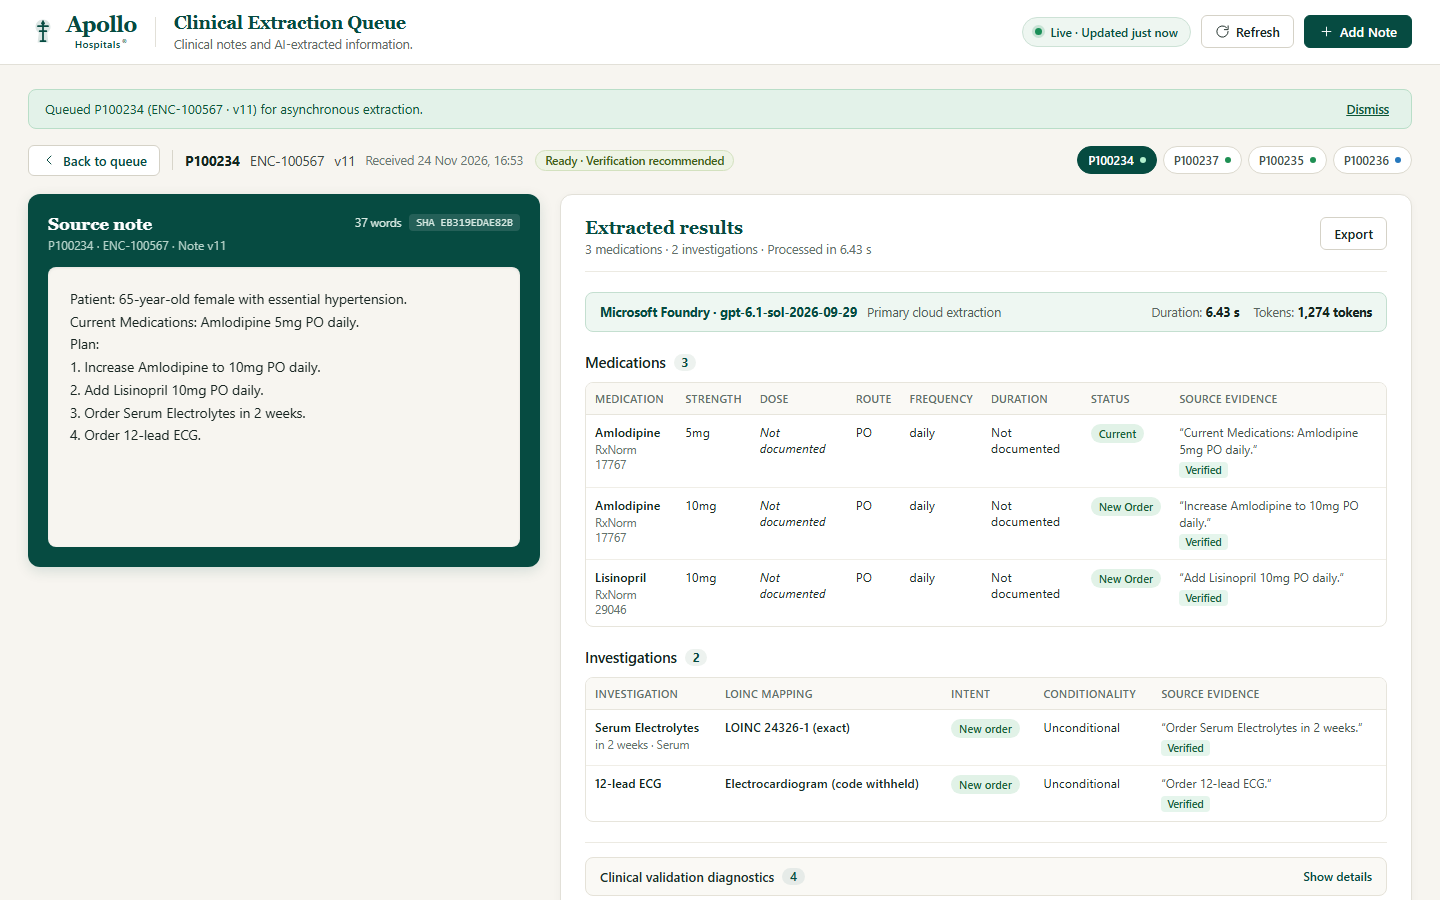 Apollo
Hospitals®
Clinical Extraction Queue
Clinical notes and AI-extracted information.
Live · Updated just now
Refresh
+ Add Note
Queued P100234 (ENC-100567 · v11) for asynchronous extraction.
Dismiss
Back to queue
P100234 ENC-100567 v11 Received 24 Nov 2026, 16:53
Ready · Verification recommended
P100234
P100237
P100235
P100236
Source note
37 words
SHA EB319EDAE82B
P100234 · ENC-100567 · Note v11
Patient: 65-year-old female with essential hypertension.
Current Medications: Amlodipine 5mg PO daily.
Plan:
1. Increase Amlodipine to 10mg PO daily.
2. Add Lisinopril 10mg PO daily.
3. Order Serum Electrolytes in 2 weeks.
4. Order 12-lead ECG.
Extracted results
3 medications · 2 investigations · Processed in 6.43 s
Export
Microsoft Foundry · gpt-6.1-sol-2026-09-29 Primary cloud extraction
Duration: 6.43 s Tokens: 1,274 tokens
Medications 3
MEDICATION STRENGTH DOSE ROUTE FREQUENCY DURATION STATUS SOURCE EVIDENCE
Amlodipine 5mg Not PO daily Not Current “Current Medications: Amlodipine
RxNorm documented documented 5mg PO daily.”
17767 Verified
Amlodipine 10mg Not PO daily Not New Order “Increase Amlodipine to 10mg PO
RxNorm documented documented daily.”
17767 Verified
Lisinopril 10mg Not PO daily Not New Order “Add Lisinopril 10mg PO daily.”
RxNorm documented documented Verified
29046
Investigations 2
INVESTIGATION LOINC MAPPING INTENT CONDITIONALITY SOURCE EVIDENCE
Serum Electrolytes LOINC 24326-1 (exact) New order Unconditional “Order Serum Electrolytes in 2 weeks.”
in 2 weeks · Serum Verified
12-lead ECG Electrocardiogram (code withheld) New order Unconditional “Order 12-lead ECG.”
Verified
Clinical validation diagnostics 4
Show details